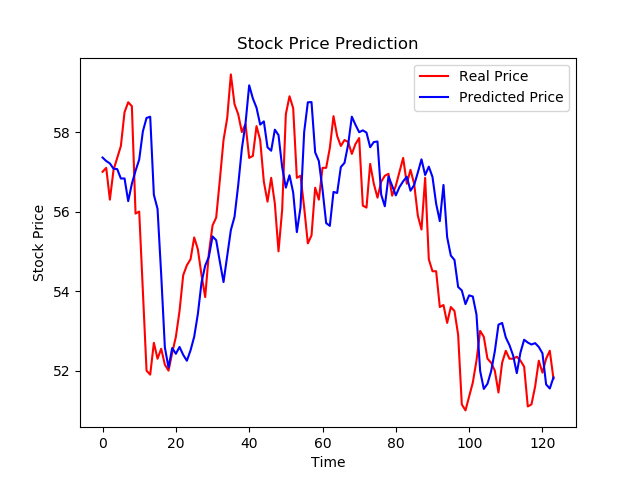 Stock Price Prediction
Real Price
Predicted Price
58
56
54
52
Stock Price
0 20 40 60 80 100 120
Time